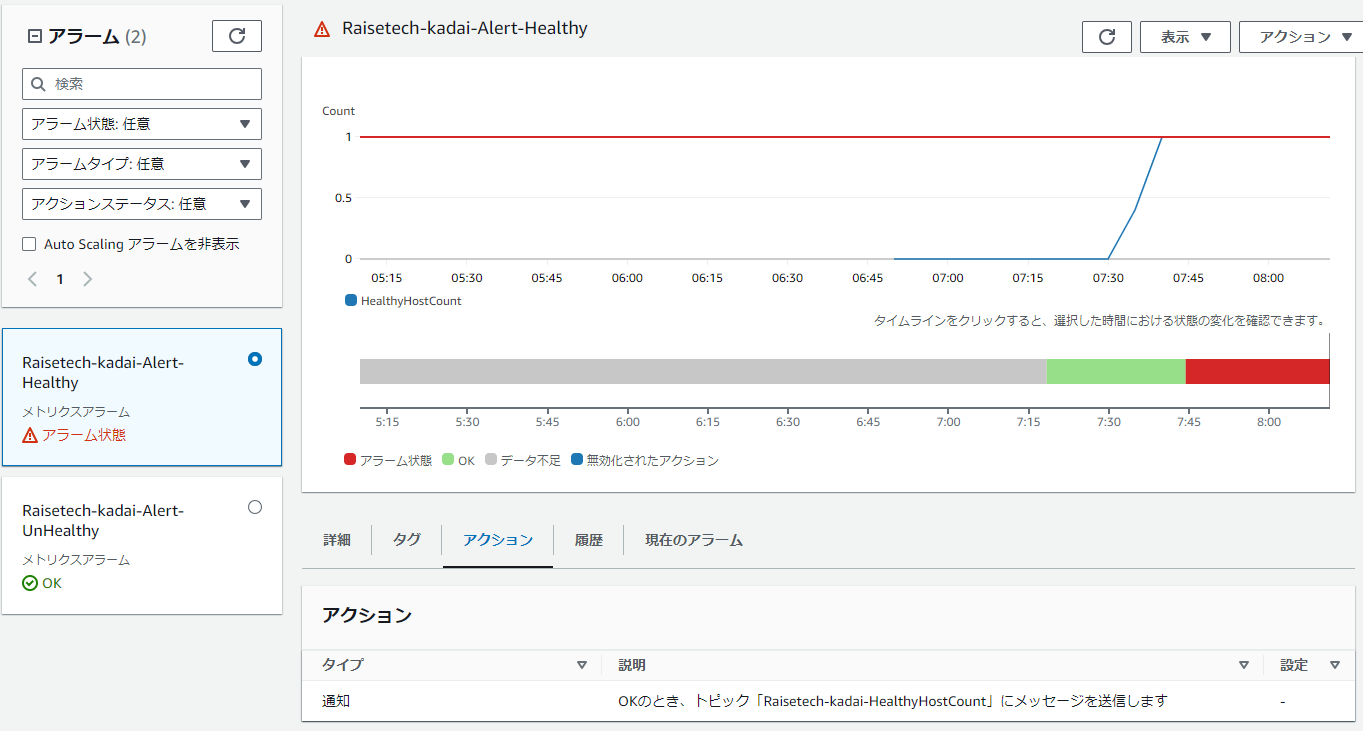 アラーム (2)
検索
アラーム状態: 任意
アラームタイプ: 任意
アクションステータス: 任意
Auto Scaling アラームを非表示
1
Raisetech-kadai-Alert-
Healthy
メトリクスアラーム
アラーム状態
Raisetech-kadai-Alert-
UnHealthy
メトリクスアラーム
OK
Raisetech-kadai-Alert-Healthy
表示
アクション
Count
1
0.5
0
05:15 05:30 05:45 06:00 06:15 06:30 06:45 07:00 07:15 07:30 07:45 08:00
HealthyHostCount
タイムラインをクリックすると、選択した時間における状態の変化を確認できます。
5:15 5:30 5:45 6:00 6:15 6:30 6:45 7:00 7:15 7:30 7:45 8:00
アラーム状態 OK データ不足 無効化されたアクション
詳細 タグ アクション 履歴 現在のアラーム
アクション
タイプ 説明 設定
通知 OKのとき、トピック「Raisetech-kadai-HealthyHostCount」にメッセージを送信します -